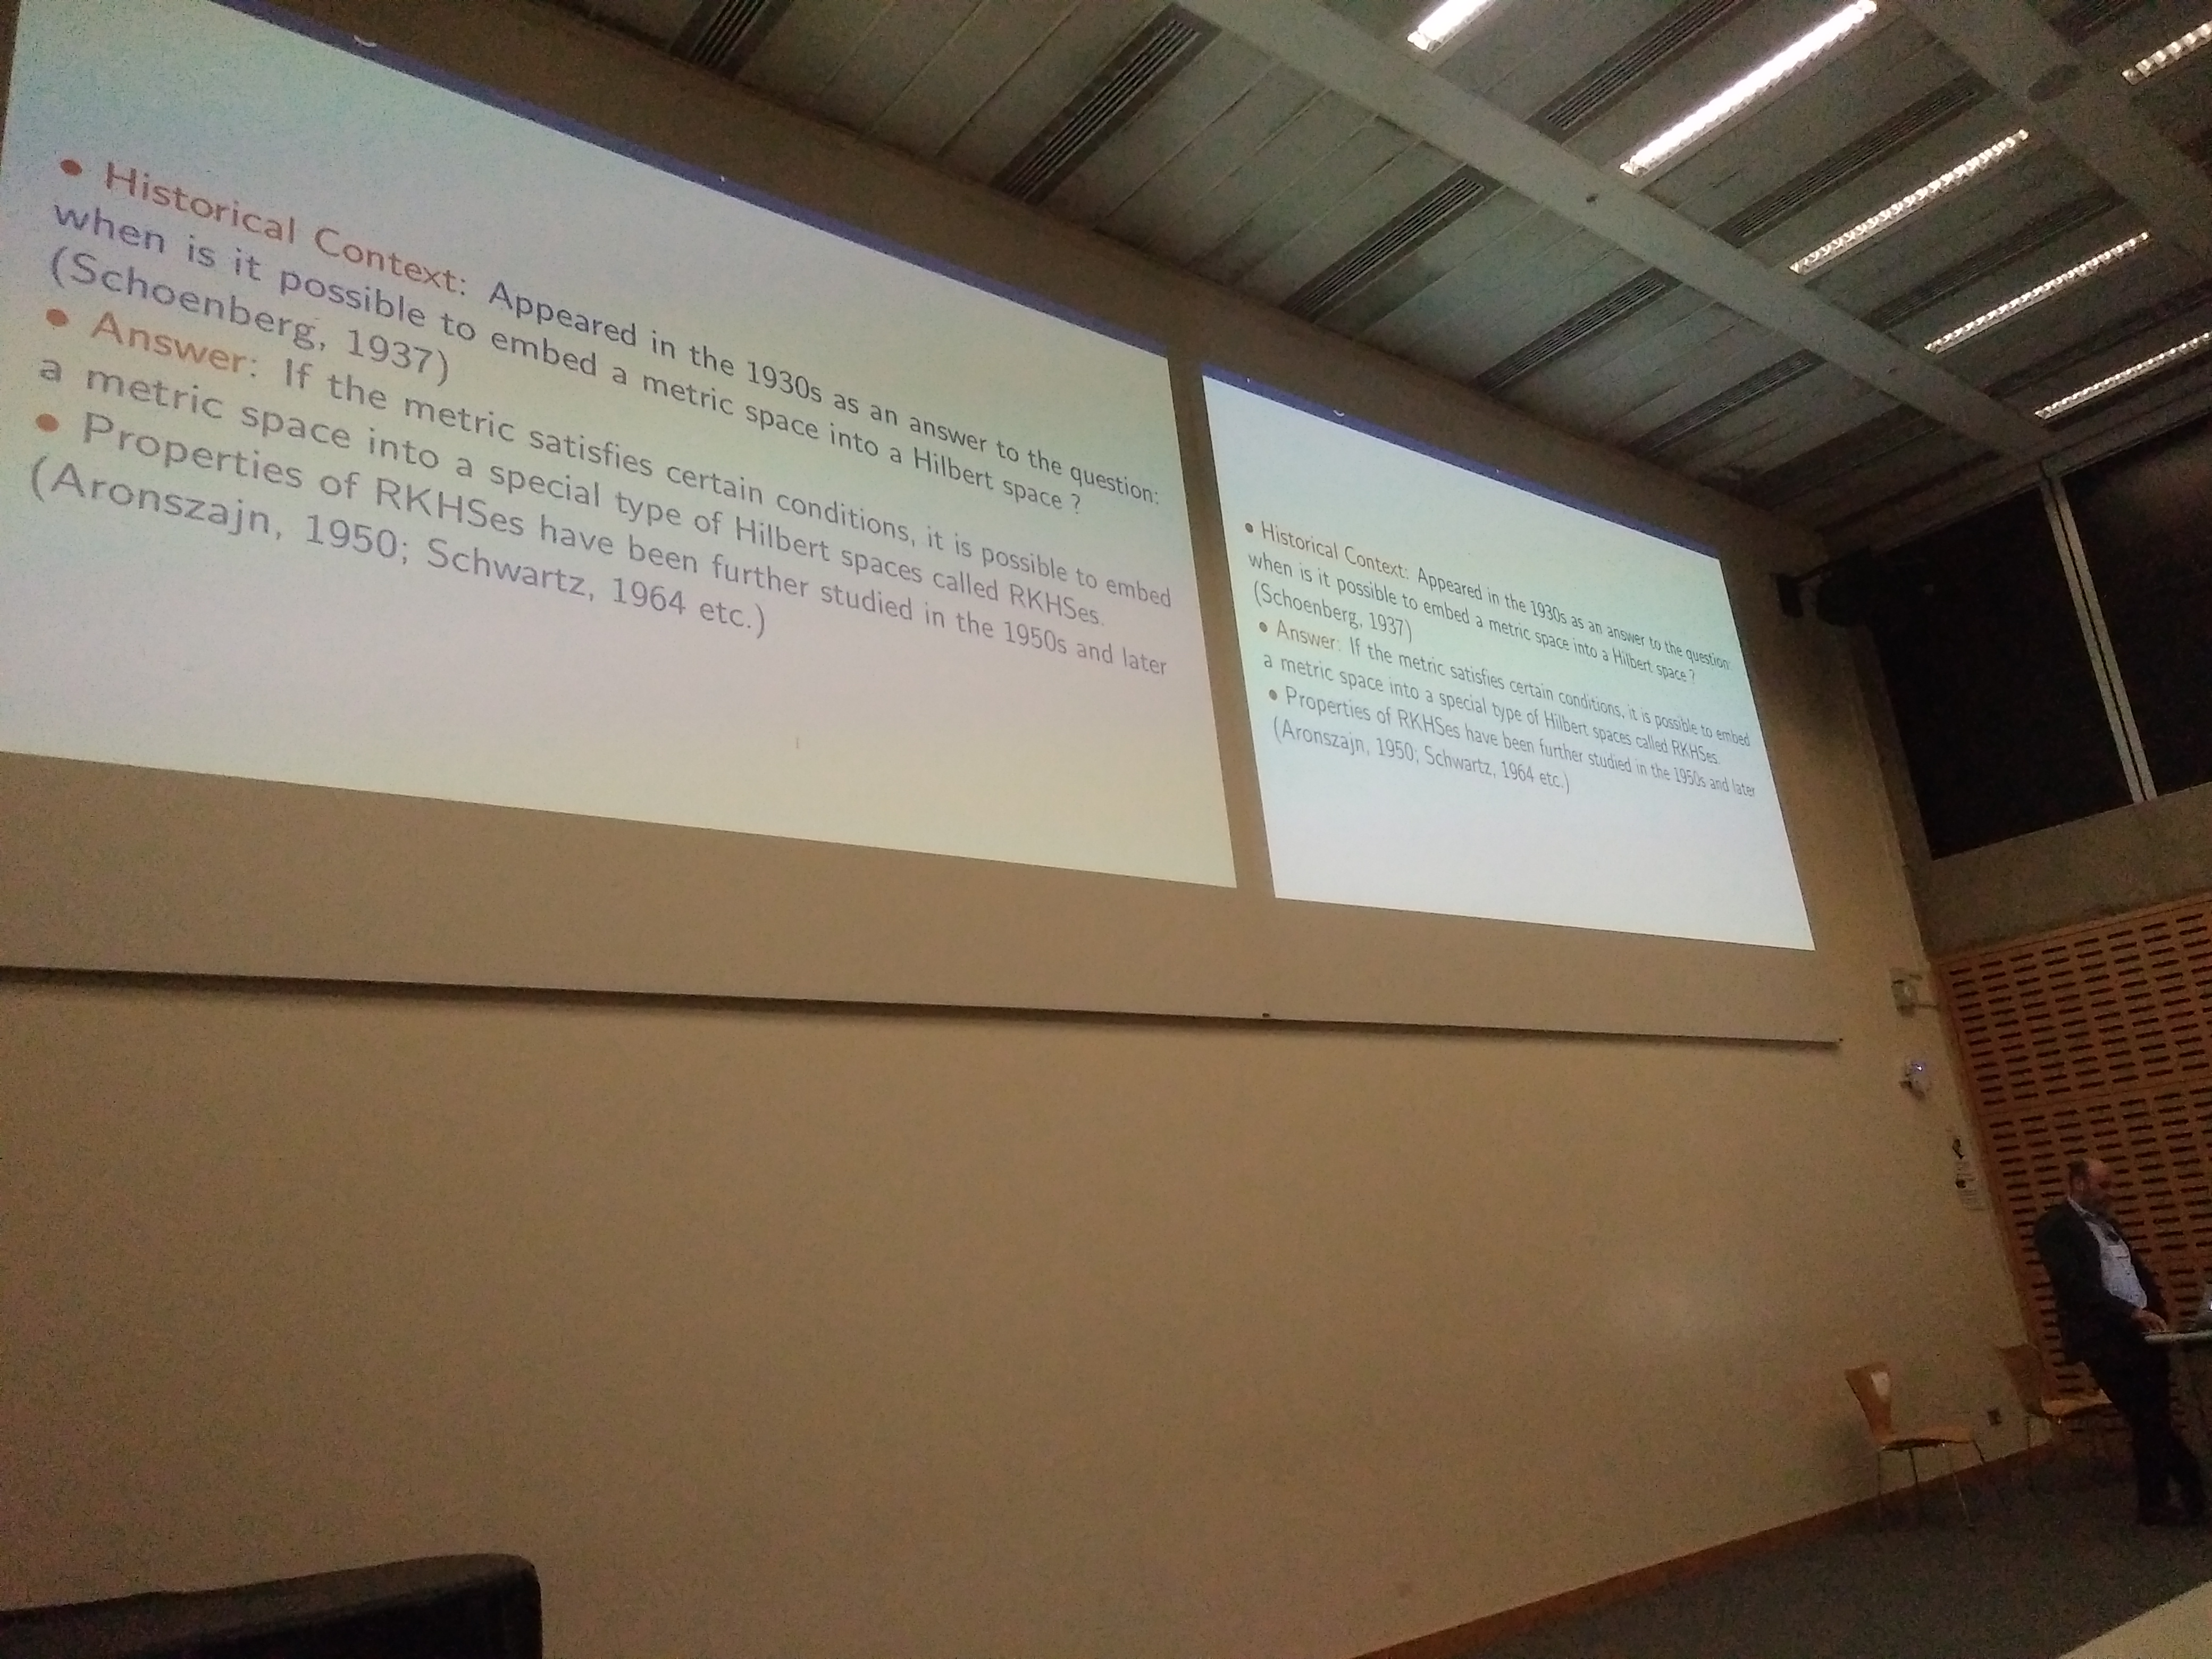 • Historical Context: Appeared in the 1930s as an answer to the question:
when is it possible to embed a metric space into a Hilbert space ?
(Schoenberg, 1937)
• Answer: If the metric satisfies certain conditions, it is possible to embed
a metric space into a special type of Hilbert spaces called RKHSes.
• Properties of RKHSes have been further studied in the 1950s and later
(Aronszajn, 1950; Schwartz, 1964 etc.)
• Historical Context: Appeared in the 1930s as an answer to the question:
when is it possible to embed a metric space into a Hilbert space ?
(Schoenberg, 1937)
• Answer: If the metric satisfies certain conditions, it is possible to embed
a metric space into a special type of Hilbert spaces called RKHSes.
• Properties of RKHSes have been further studied in the 1950s and later
(Aronszajn, 1950; Schwartz, 1964 etc.)